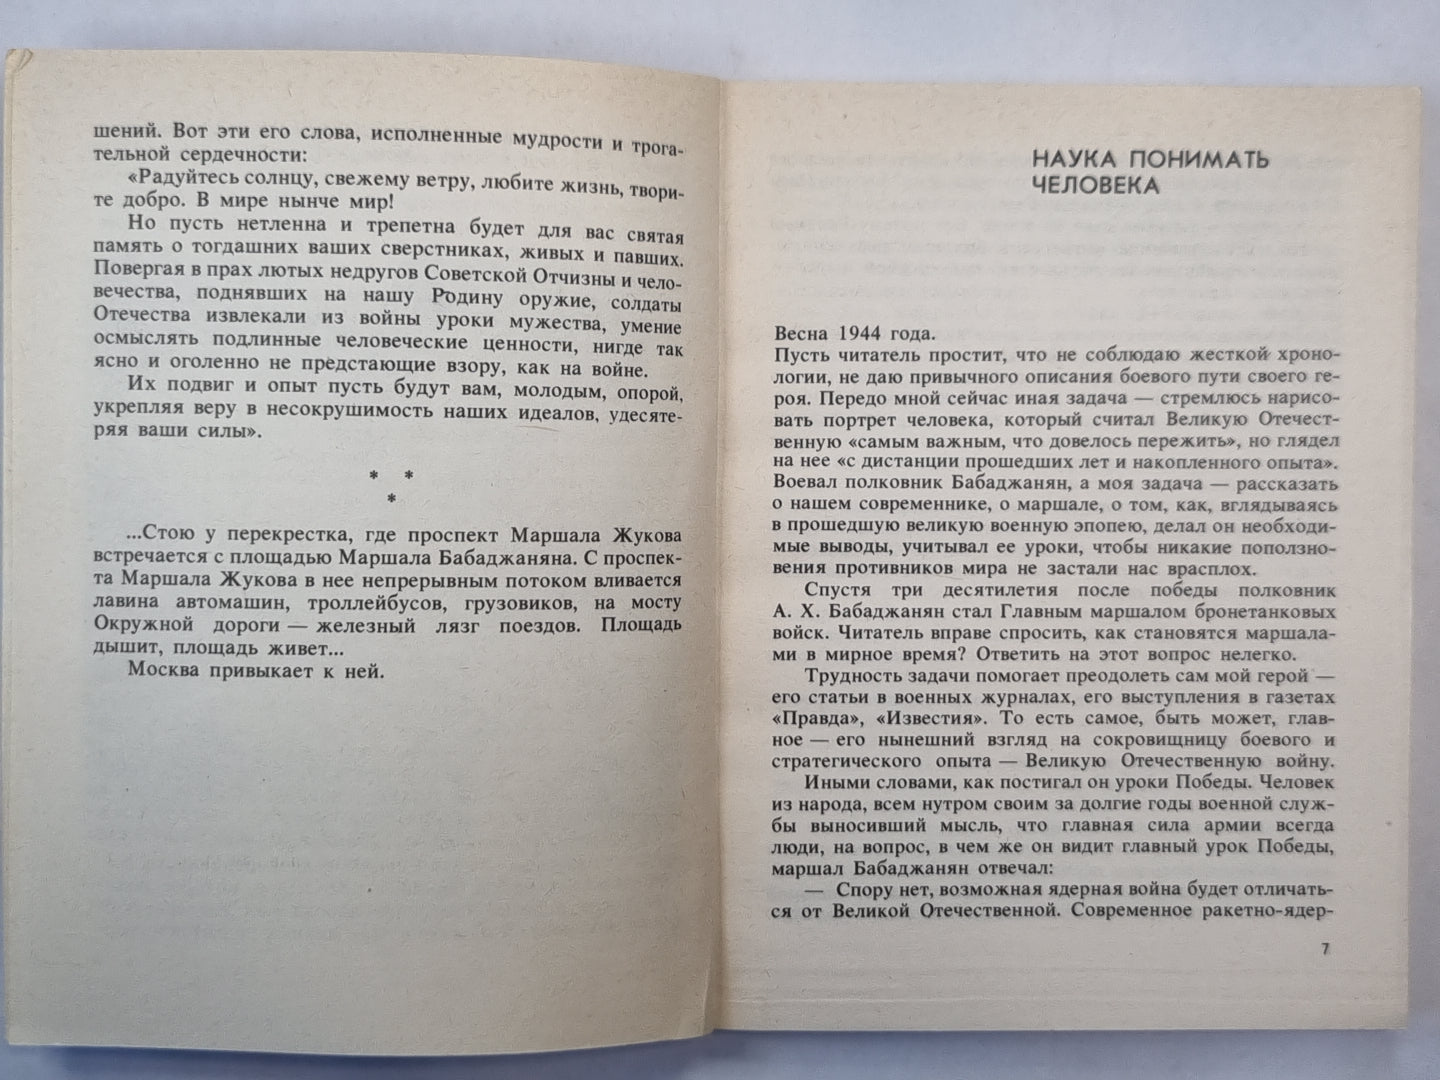 шений. Вот эти его слова, исполненные мудрости и трога-
тельной сердечности:
«Радуйтесь солнцу, свежему ветру, любите жизнь, твори-
те добро. В мире нынче мир!
Но пусть нетленна и трепетна будет для вас святая
память о тогдашних ваших сверстниках, живых и павших.
Повергая в прах лютых недругов Советской Отчизны и чело-
вечества, поднявших на нашу Родину оружие, солдаты
Отечества извлекали из войны уроки мужества, умение
осмыслять подлинные человеческие ценности, нигде так
ясно и оголенно не предстающие взору, как на войне.
Их подвиг и опыт пусть будут вам, молодым, опорой,
укрепляя веру в несокрушимость наших идеалов, удесяте-
ряя ваши силы».
* *
*
...Стою у перекрестка, где проспект Маршала Жукова
встречается с площадью Маршала Бабаджаняна. С проспек-
та Маршала Жукова в нее непрерывным потоком вливается
лавина автомашин, троллейбусов, грузовиков, на мосту
Окружной дороги — железный лязг поездов. Площадь
дышит, площадь живет...
Москва привыкает к ней.
НАУКА ПОНИМАТЬ
ЧЕЛОВЕКА
Весна 1944 года.
Пусть читатель простит, что не соблюдаю жесткой хроно-
логии, не даю привычного описания боевого пути своего ге-
роя. Передо мной сейчас иная задача — стремлюсь нарисо-
вать портрет человека, который считал Великую Отечест-
венную «самым важным, что довелось пережить», но глядел
на нее «с дистанции прошедших лет и накопленного опыта».
Воевал полковник Бабаджанян, а моя задача — рассказать
о нашем современнике, о маршале, о том, как, вглядываясь
в прошедшую великую военную эпопею, делал он необходи-
мые выводы, учитывал ее уроки, чтобы никакие поползно-
вения противников мира не застали нас врасплох.
Спустя три десятилетия после победы полковник
А. Х. Бабаджанян стал Главным маршалом бронетанковых
войск. Читатель вправе спросить, как становятся маршала-
ми в мирное время? Ответить на этот вопрос нелегко.
Трудность задачи помогает преодолеть сам мой герой —
его статьи в военных журналах, его выступления в газетах
«Правда», «Известия». То есть самое, быть может, глав-
ное — его нынешний взгляд на сокровищницу боевого и
стратегического опыта — Великую Отечественную войну.
Иными словами, как постигал он уроки Победы. Человек
из народа, всем нутром своим за долгие годы военной служ-
бы выносивший мысль, что главная сила армии всегда
люди, на вопрос, в чем же он видит главный урок Победы,
маршал Бабаджанян отвечал:
— Спору нет, возможная ядерная война будет отличать-
ся от Великой Отечественной. Современное ракетно-ядер-
7